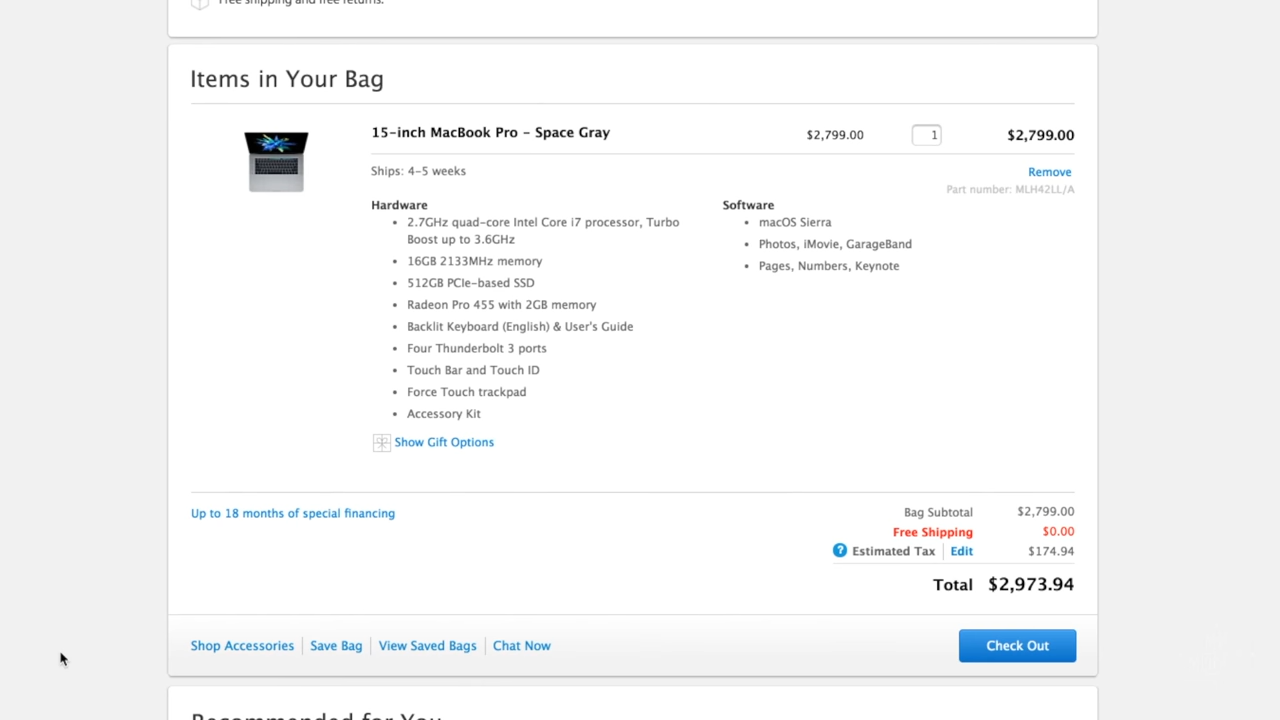 Free shipping and free returns.
Items in Your Bag
15-inch MacBook Pro – Space Gray
$2,799.00
1
$2,799.00
Ships: 4–5 weeks
Remove
Part number: MLH42LL/A
Hardware
• 2.7GHz quad-core Intel Core i7 processor, Turbo
Boost up to 3.6GHz
• 16GB 2133MHz memory
• 512GB PCIe-based SSD
• Radeon Pro 455 with 2GB memory
• Backlit Keyboard (English) & User's Guide
• Four Thunderbolt 3 ports
• Touch Bar and Touch ID
• Force Touch trackpad
• Accessory Kit
Software
• macOS Sierra
• Photos, iMovie, GarageBand
• Pages, Numbers, Keynote
Show Gift Options
Up to 18 months of special financing
Bag Subtotal $2,799.00
Free Shipping $0.00
? Estimated Tax | Edit $174.94
Total $2,973.94
Shop Accessories | Save Bag | View Saved Bags | Chat Now
Check Out
Recommended for You